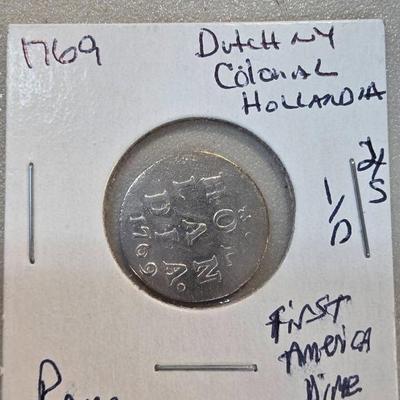 1769
Dutch NY
Colonial
HOLLANDIA
2/S
1/D
HOL
LAN
DIA
1769
First
America
Dime